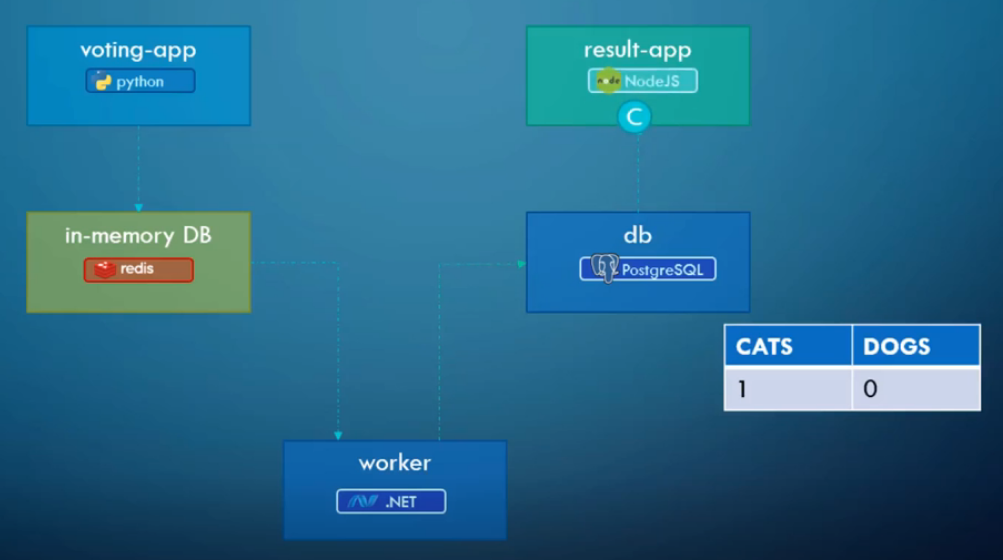 voting-app
python
result-app
node NodeJS
C
in-memory DB
redis
db
PostgreSQL
CATS DOGS
1 0
worker
.NET